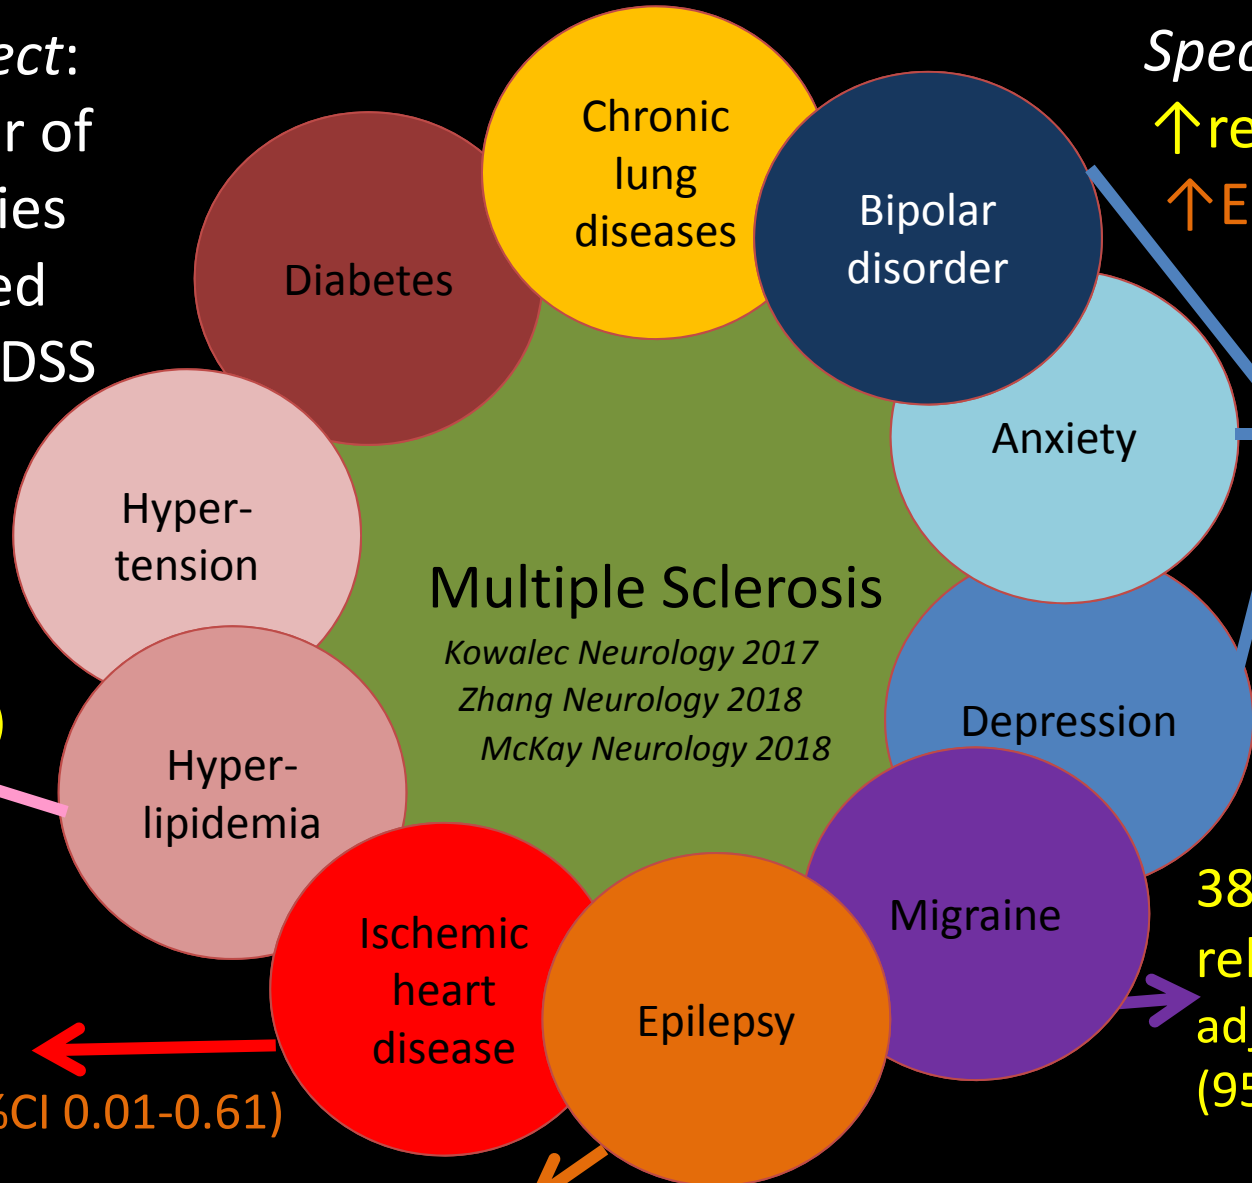 ect:
r of
ies
ed
DSS
Spec
↑re
↑E
Chronic
lung
diseases
Bipolar
disorder
Diabetes
Anxiety
Hyper-
tension
Multiple Sclerosis
Kowalec Neurology 2017
Zhang Neurology 2018
McKay Neurology 2018
)
Depression
Hyper-
lipidemia
38
rel
adj
(95
Migraine
Ischemic
heart
disease
Epilepsy
%CI 0.01-0.61)